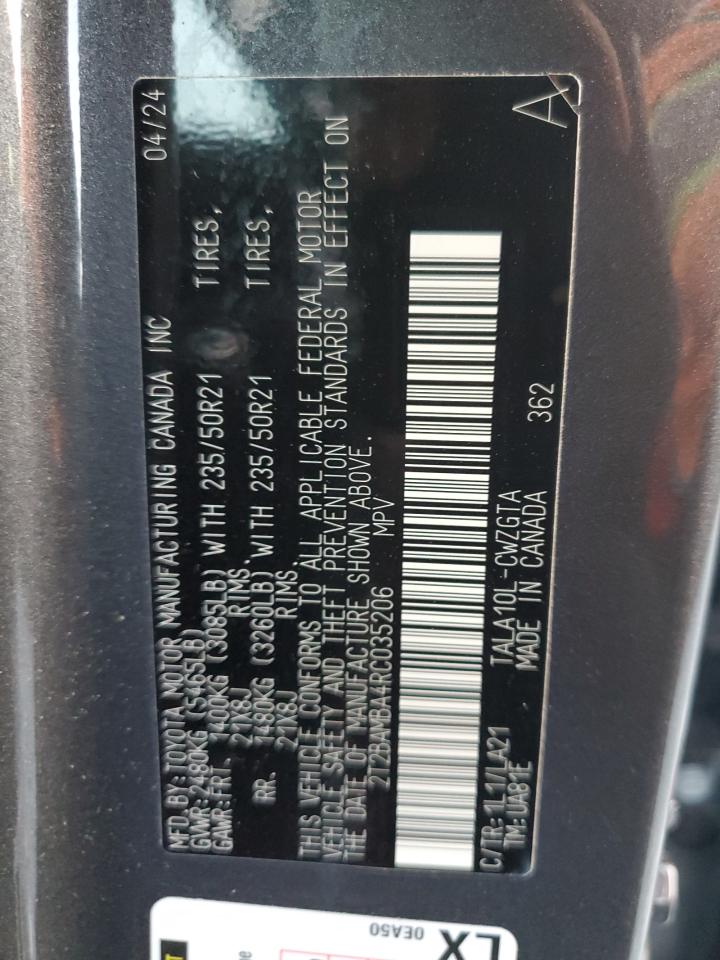 MFD. BY: TOYOTA MOTOR MANUFACTURING CANADA INC 04/24
GVWR: 2480KG (5465LB)
GAWR: FRT. 1400KG (3085LB) WITH 235/50R21 TIRES,
21X8J RIMS.
RR. 1480KG (3260LB) WITH 235/50R21 TIRES,
21X8J RIMS.
THIS VEHICLE CONFORMS TO ALL APPLICABLE FEDERAL MOTOR
VEHICLE SAFETY AND THEFT PREVENTION STANDARDS IN EFFECT ON
THE DATE OF MANUFACTURE SHOWN ABOVE.
2T2BAMBA4RC035206 MPV
C/TR: 1L1/LA21 TALA10L-CWZGTA
TM: UA81E MADE IN CANADA 362
A
LX
0EA50